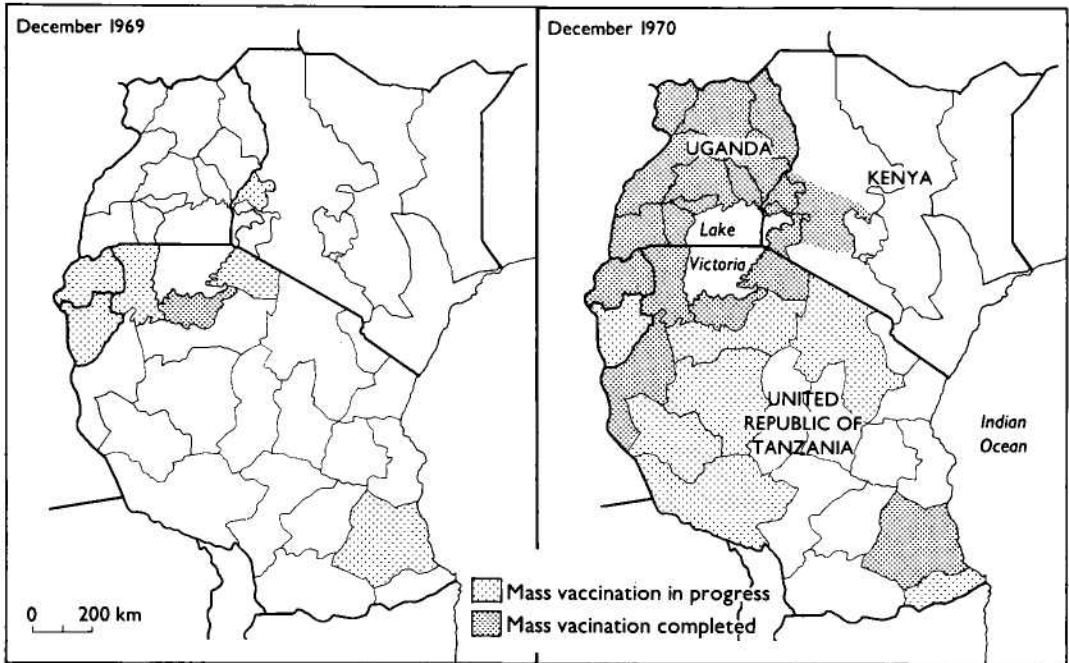 December 1969
December 1970
UGANDA
KENYA
Lake
Victoria
UNITED
REPUBLIC OF
TANZANIA
Indian
Ocean
0 200 km
Mass vaccination in progress
Mass vacination completed